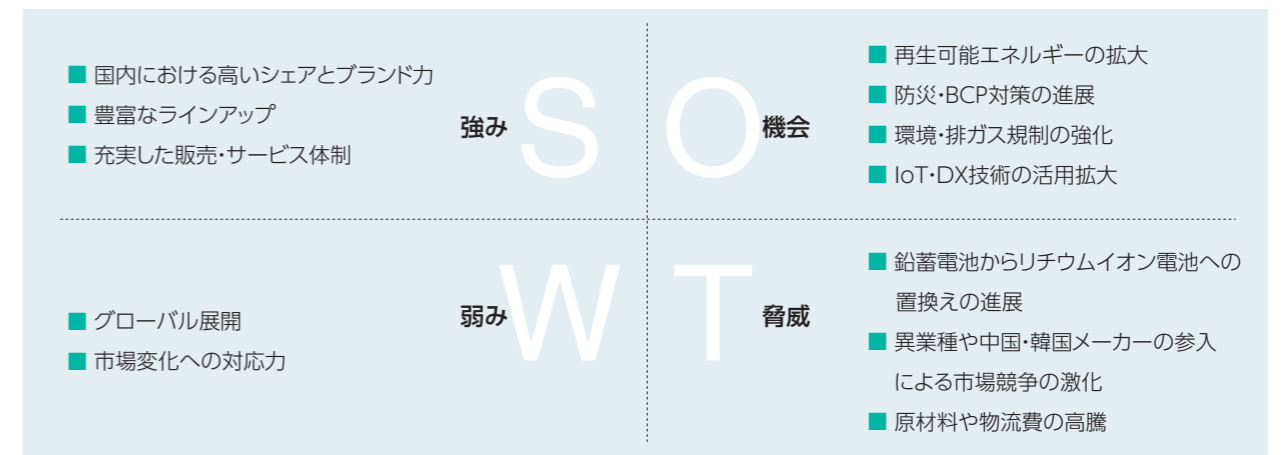 ■ 国内における高いシェアとブランド力
■ 豊富なラインアップ
■ 充実した販売・サービス体制
強み
S
O
機会
■ 再生可能エネルギーの拡大
■ 防災・BCP対策の進展
■ 環境・排ガス規制の強化
■ IoT・DX技術の活用拡大
■ グローバル展開
■ 市場変化への対応力
弱み
W
T
脅威
■ 鉛蓄電池からリチウムイオン電池への
置換えの進展
■ 異業種や中国・韓国メーカーの参入
による市場競争の激化
■ 原材料や物流費の高騰